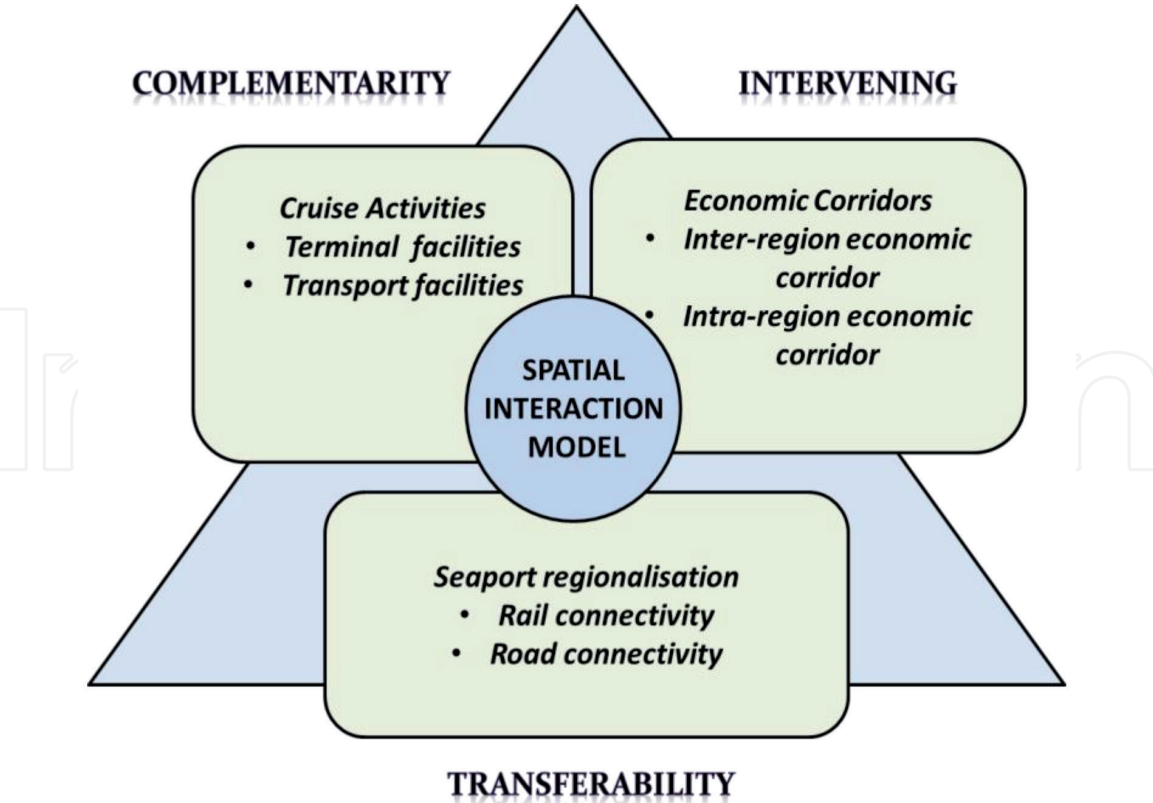 COMPLEMENTARITY
INTERVENING
Cruise Activities
• Terminal facilities
• Transport facilities
Economic Corridors
• Inter-region economic
corridor
• Intra-region economic
corridor
SPATIAL
INTERACTION
MODEL
Seaport regionalisation
• Rail connectivity
• Road connectivity
TRANSFERABILITY